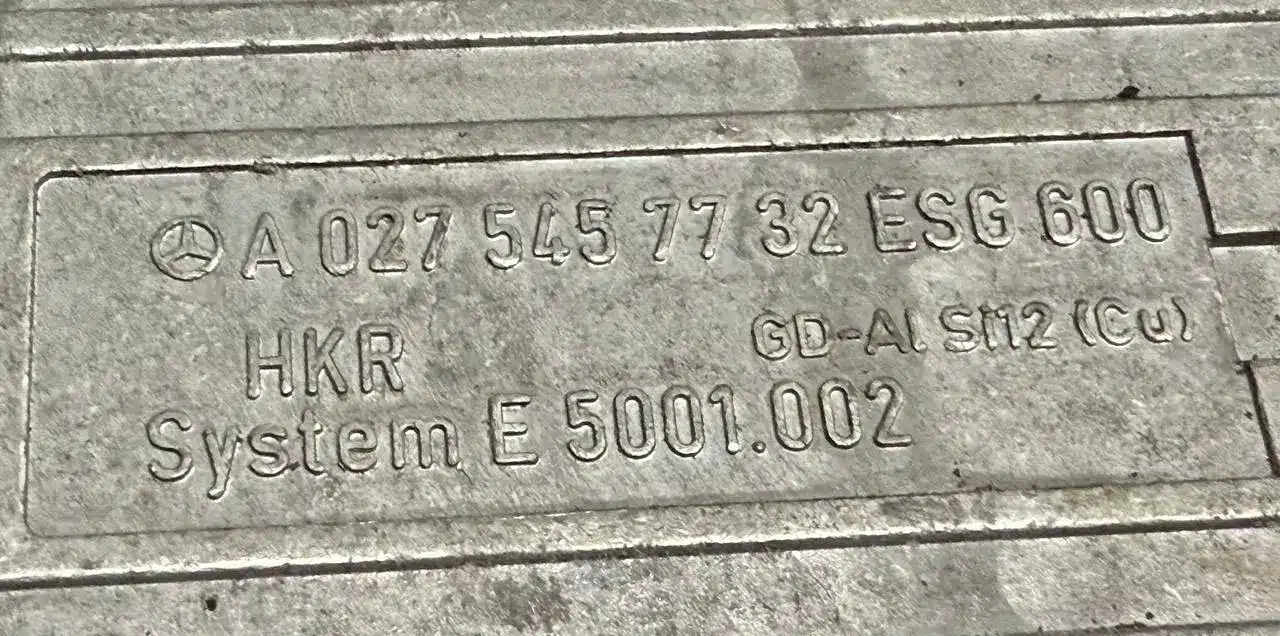 A 027 545 77 32 ESG 600
HKR
GD-Al Si12 (Cu)
System E 5001.002